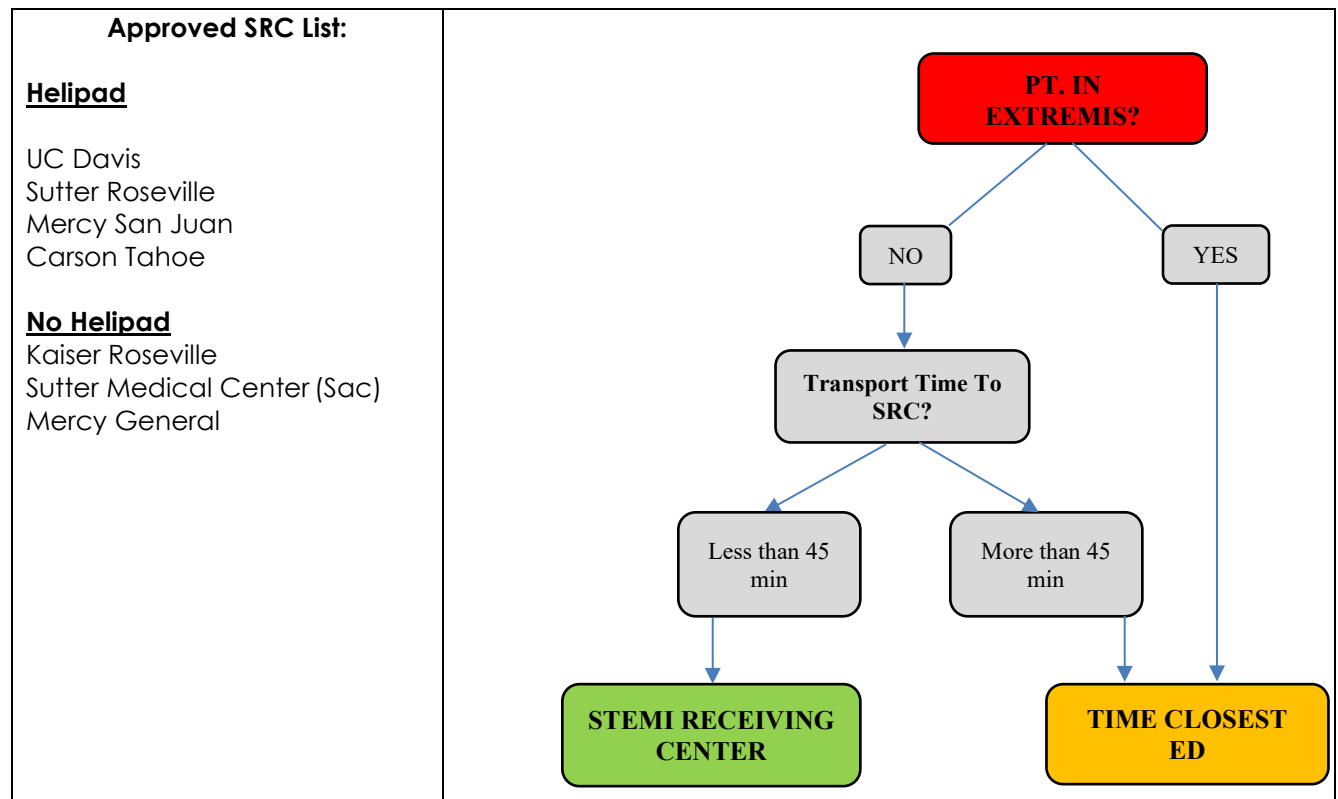 Approved SRC List:
Helipad
UC Davis
Sutter Roseville
Mercy San Juan
Carson Tahoe
No Helipad
Kaiser Roseville
Sutter Medical Center (Sac)
Mercy General
PT. IN
EXTREMIS?
NO
YES
Transport Time To
SRC?
Less than 45
min
More than 45
min
STEMI RECEIVING
CENTER
TIME CLOSEST
ED